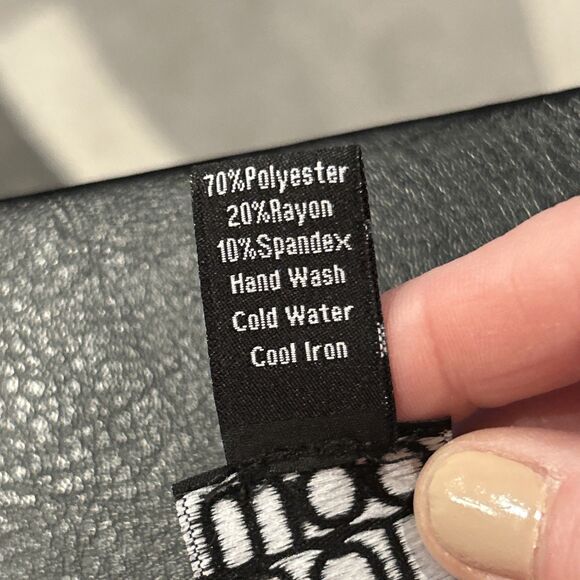 70%Polyester
20%Rayon
10%Spandex
Hand Wash
Cold Water
Cool Iron